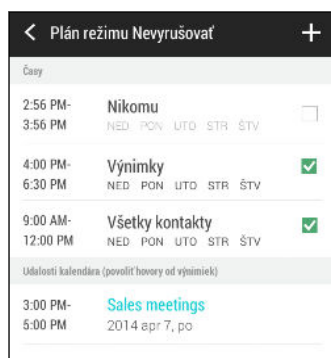 Plán režimu Nevyrušovať
Časy
2:56 PM-
3:56 PM
Nikomu
NED PON UTO STR ŠTV
4:00 PM-
6:30 PM
Výnimky
NED PON UTO STR ŠTV
9:00 AM-
12:00 PM
Všetky kontakty
NED PON UTO STR ŠTV
Udalosti kalendára (povoliť hovory od výnimiek)
3:00 PM-
5:00 PM
Sales meetings
2014 apr 7, po